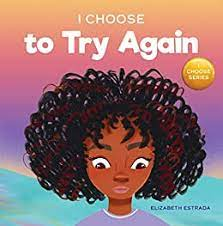 I CHOOSE
to Try Again
CHOOSE
SERIES
ELIZABETH ESTRADA